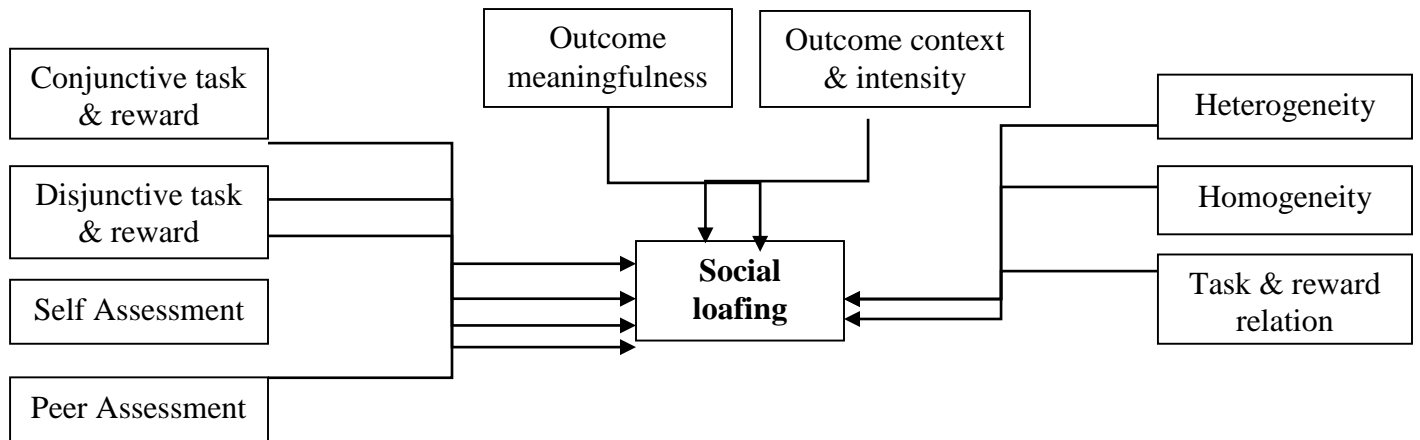 Conjunctive task
& reward
Disjunctive task
& reward
Self Assessment
Peer Assessment
Outcome
meaningfulness
Outcome context
& intensity
Social
loafing
Heterogeneity
Homogeneity
Task & reward
relation